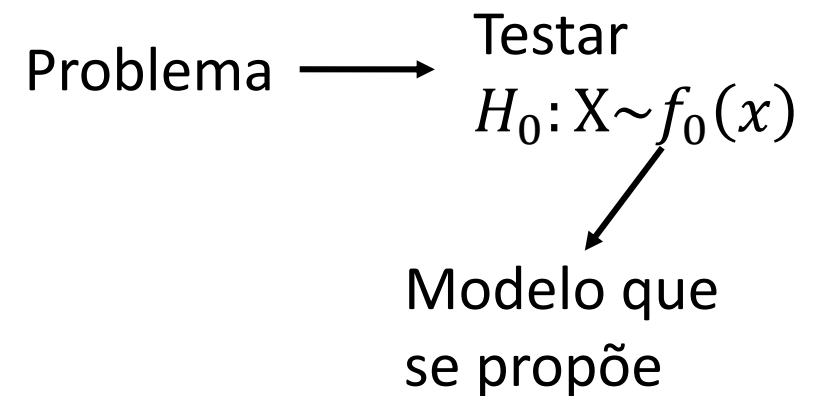 Problema
Testar
H₀: X~f₀(x)
Modelo que
se propõe